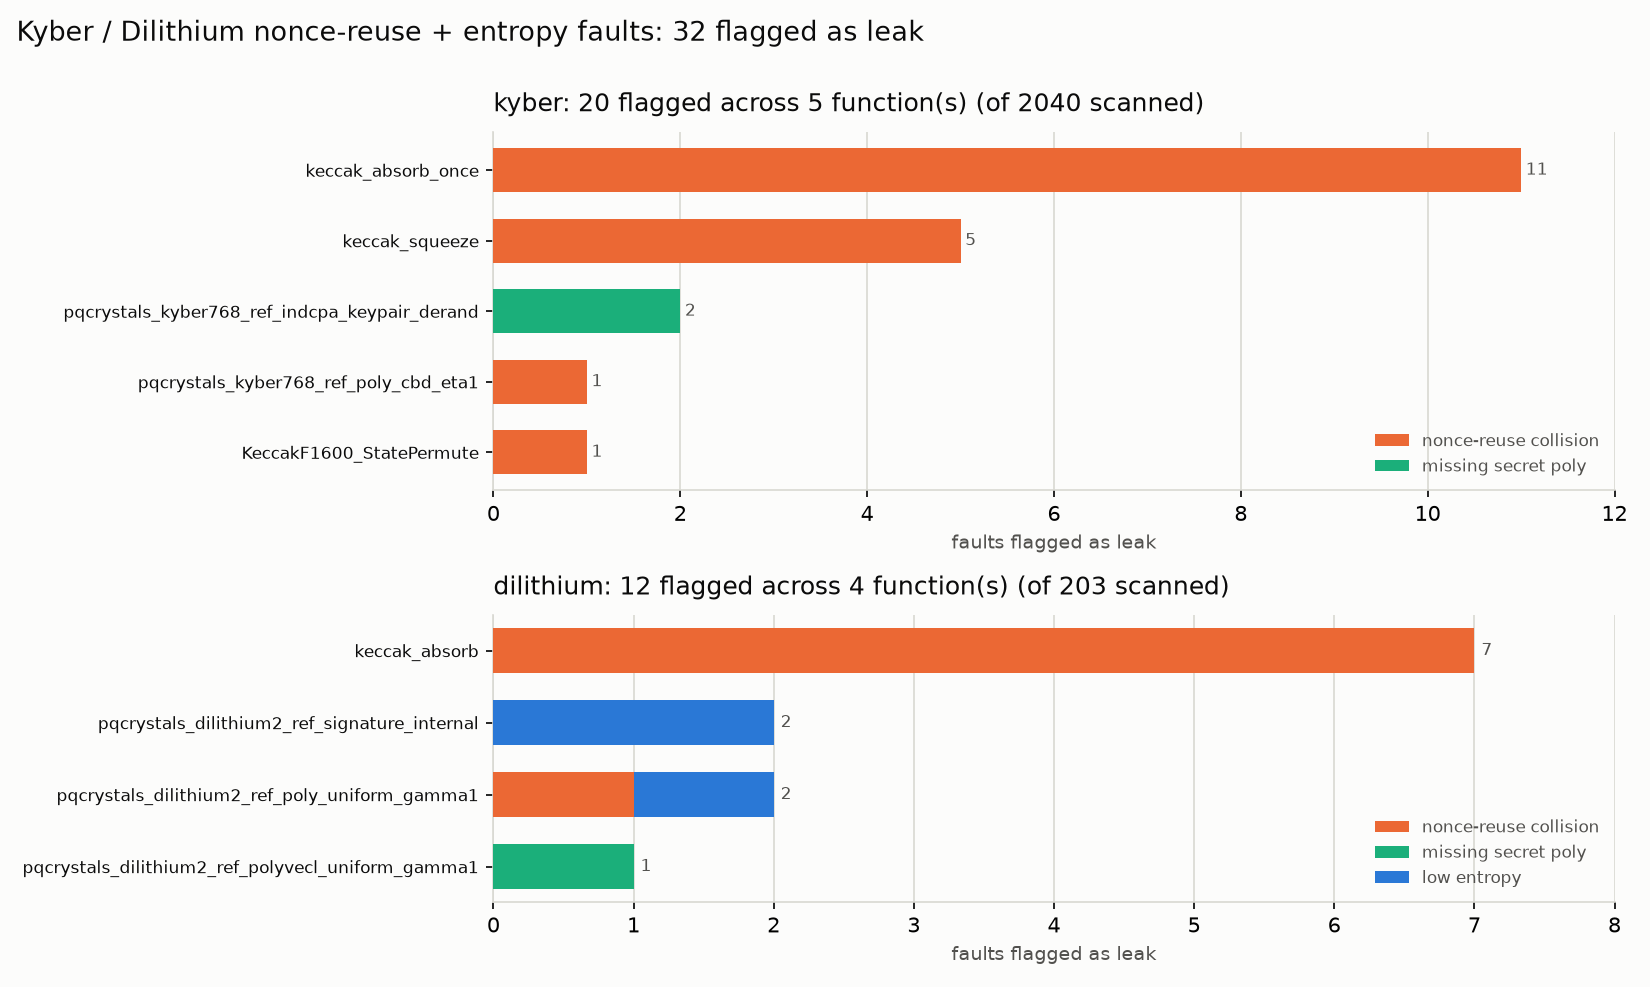 Kyber / Dilithium nonce-reuse + entropy faults: 32 flagged as leak
kyber: 20 flagged across 5 function(s) (of 2040 scanned)
keccak_absorb_once
11
keccak_squeeze
5
pqcrystals_kyber768_ref_indcpa_keypair_derand
2
pqcrystals_kyber768_ref_poly_cbd_eta1
1
KeccakF1600_StatePermute
1
nonce-reuse collision
missing secret poly
0 2 4 6 8 10 12
faults flagged as leak
dilithium: 12 flagged across 4 function(s) (of 203 scanned)
keccak_absorb
7
pqcrystals_dilithium2_ref_signature_internal
2
pqcrystals_dilithium2_ref_poly_uniform_gamma1
2
pqcrystals_dilithium2_ref_polyvecl_uniform_gamma1
1
nonce-reuse collision
missing secret poly
low entropy
0 1 2 3 4 5 6 7 8
faults flagged as leak